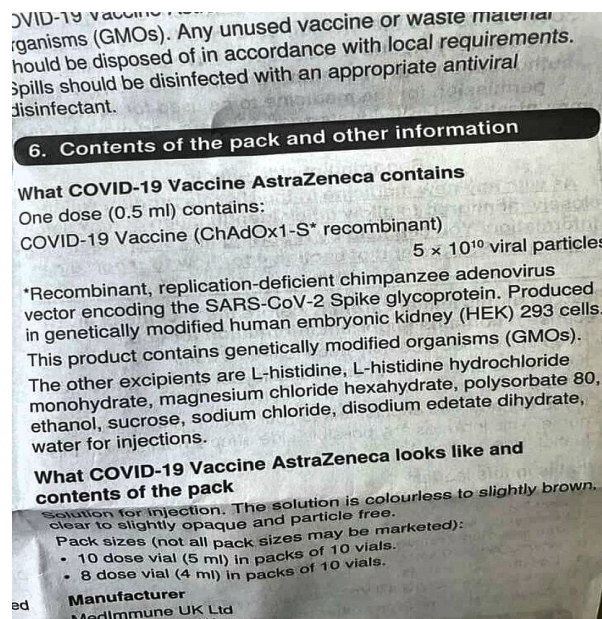 OVID-19 Vaccine
rganisms (GMOs). Any unused vaccine or waste material
hould be disposed of in accordance with local requirements.
Spills should be disinfected with an appropriate antiviral
disinfectant.
6. Contents of the pack and other information
What COVID-19 Vaccine AstraZeneca contains
One dose (0.5 ml) contains:
COVID-19 Vaccine (ChAdOx1-S* recombinant)
5 × 10¹⁰ viral particles
*Recombinant, replication-deficient chimpanzee adenovirus
vector encoding the SARS-CoV-2 Spike glycoprotein. Produced
in genetically modified human embryonic kidney (HEK) 293 cells.
This product contains genetically modified organisms (GMOs).
The other excipients are L-histidine, L-histidine hydrochloride
monohydrate, magnesium chloride hexahydrate, polysorbate 80,
ethanol, sucrose, sodium chloride, disodium edetate dihydrate,
water for injections.
What COVID-19 Vaccine AstraZeneca looks like and
contents of the pack
Solution for injection. The solution is colourless to slightly brown,
clear to slightly opaque and particle free.
Pack sizes (not all pack sizes may be marketed):
• 10 dose vial (5 ml) in packs of 10 vials.
• 8 dose vial (4 ml) in packs of 10 vials.
ed
Manufacturer
MedImmune UK Ltd